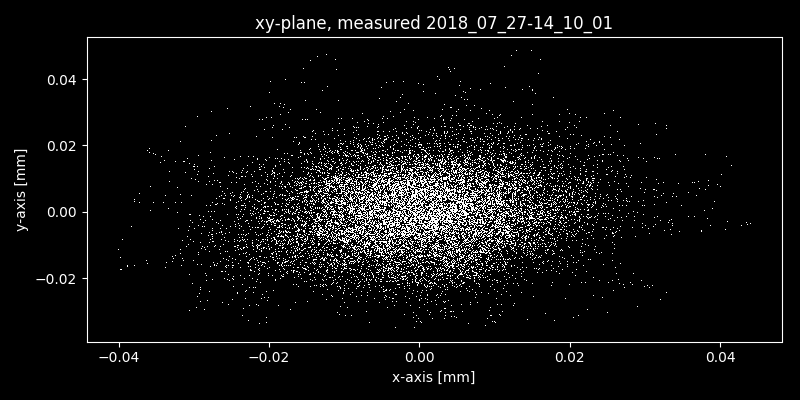 xy-plane, measured 2018_07_27-14_10_01
y-axis [mm]
0.04
0.02
0.00
−0.02
−0.04 −0.02 0.00 0.02 0.04
x-axis [mm]